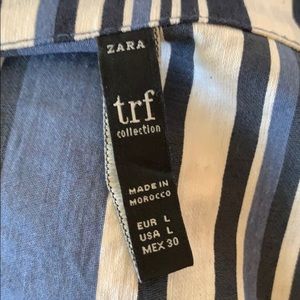 ZARA
trf
collection
MADE IN
MOROCCO
EUR L
USA L
MEX 30